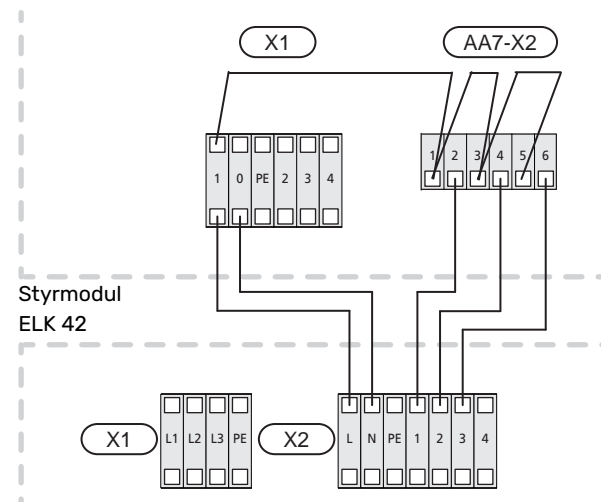 X1 AA7-X2
1 0 PE 2 3 4
1 2 3 4 5 6
Styrmodul
ELK 42
X1 L1 L2 L3 PE X2 L N PE 1 2 3 4